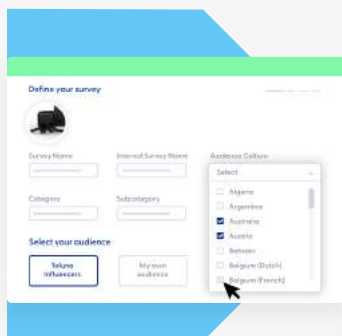 Define your survey
Survey Name
Internal Survey Name
Audience Culture
Select
Algeria
Argentina
Australia
Austria
Bahrain
Belgium (Dutch)
Belgium (French)
Category
Subcategory
Select your audience
Toluna
Influencers
My own
audience